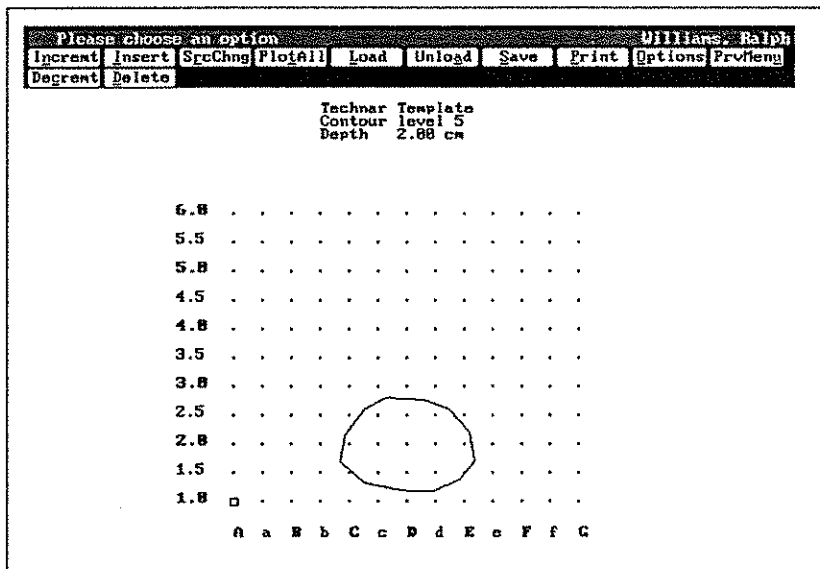 Please choose an option Williams, Ralph
Incremt Insert SrcChng PlotAll Load Unload Save Print Options PrvMenu
Decremt Delete
Technar Template
Contour level 5
Depth 2.00 cm
6.0
5.5
5.0
4.5
4.0
3.5
3.0
2.5
2.0
1.5
1.0
A a B b C c D d E e F f G